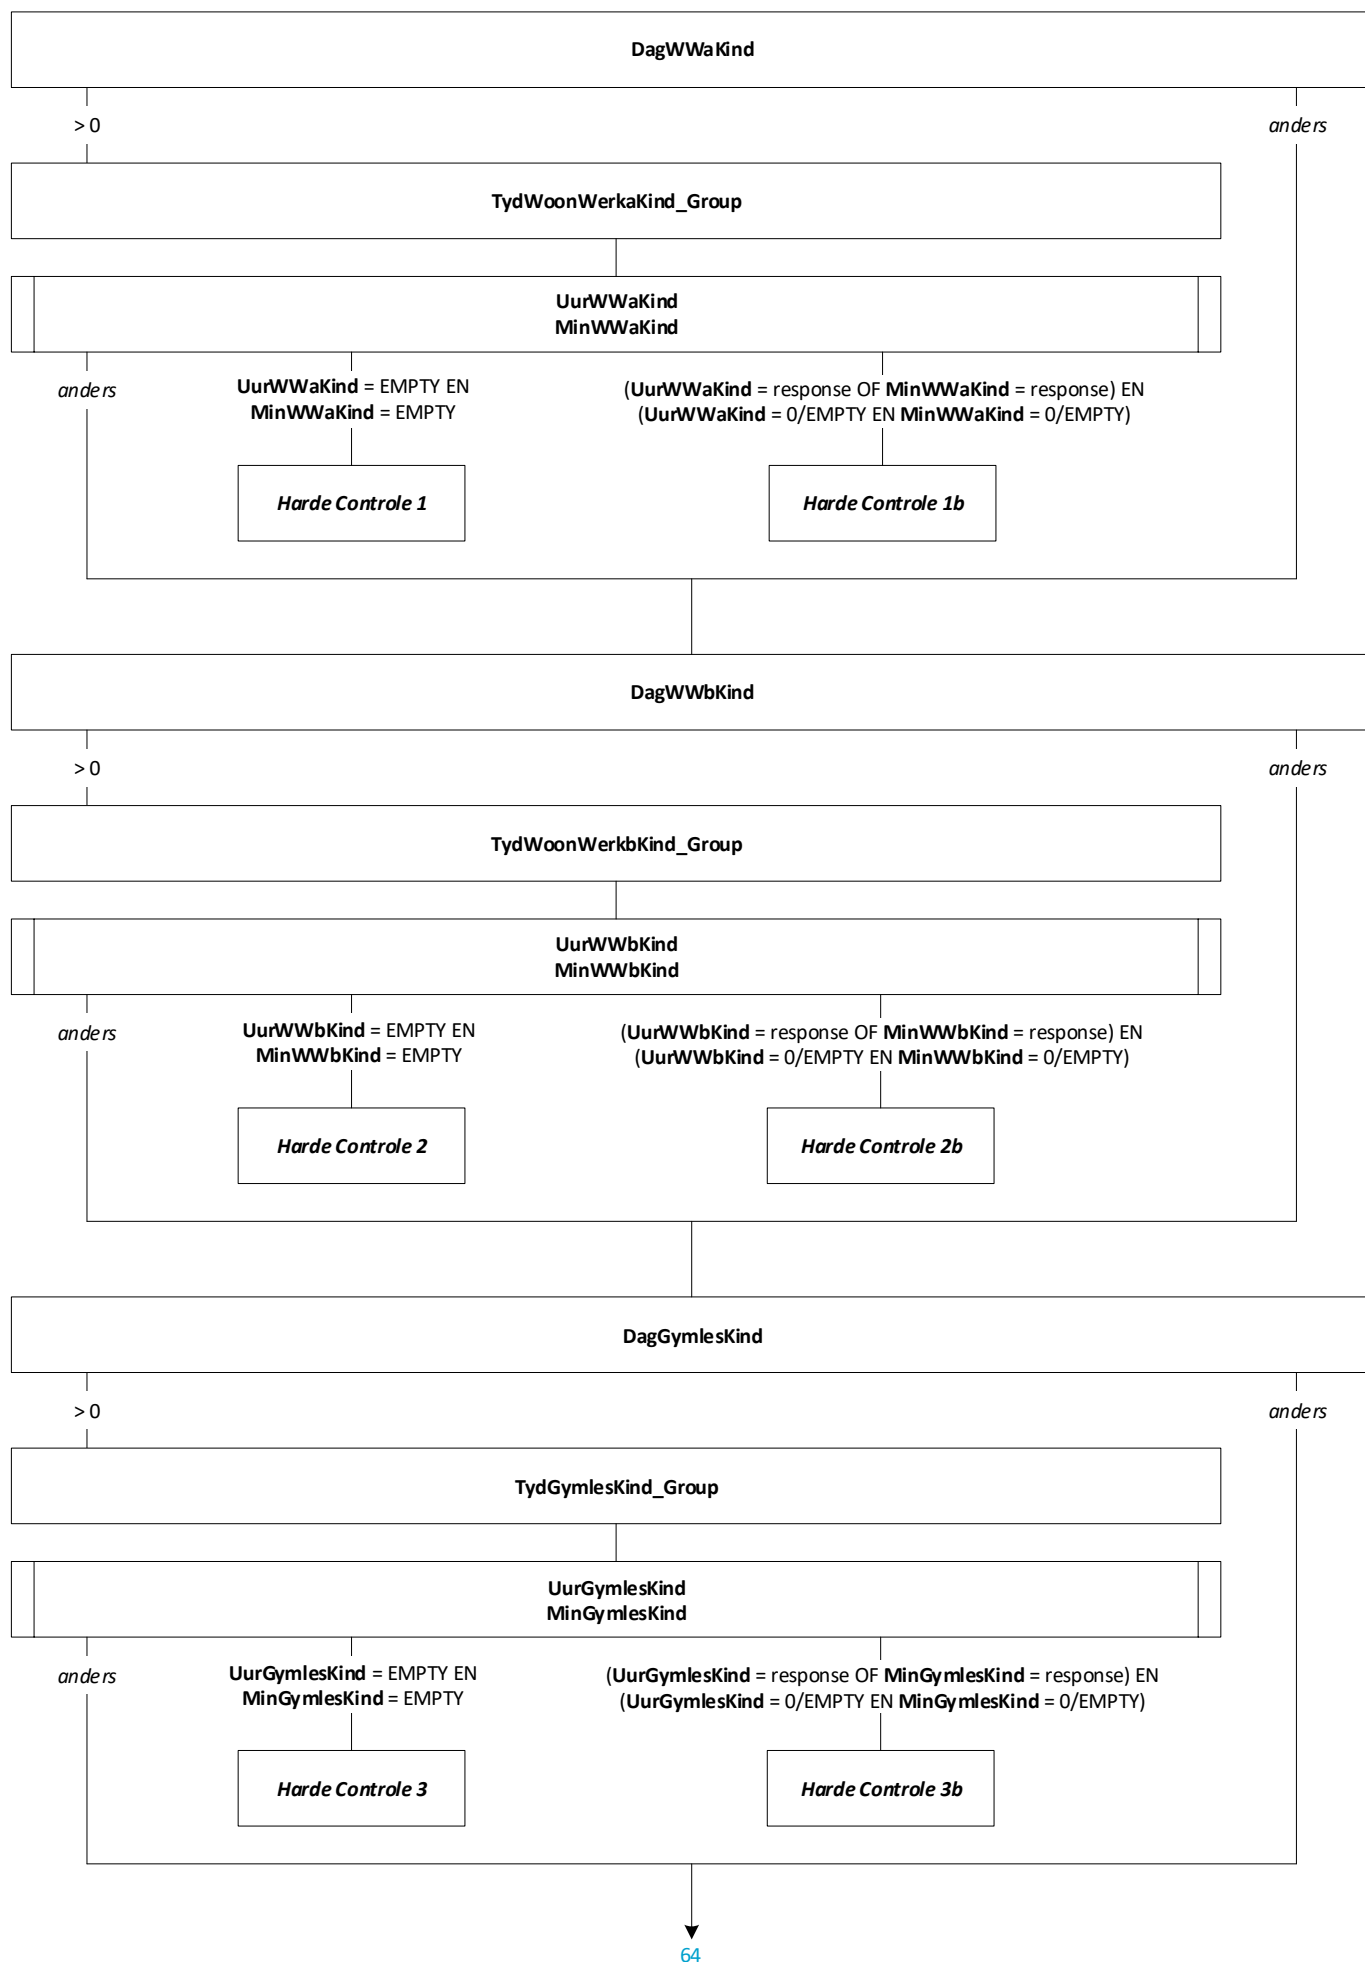 DagWWaKind
> 0
anders
TydWoonWerkaKind_Group
UurWWaKind
MinWWaKind
anders
UurWWaKind = EMPTY EN
MinWWaKind = EMPTY
(UurWWaKind = response OF MinWWaKind = response) EN
(UurWWaKind = 0/EMPTY EN MinWWaKind = 0/EMPTY)
Harde Controle 1
Harde Controle 1b
DagWWbKind
> 0
anders
TydWoonWerkbKind_Group
UurWWbKind
MinWWbKind
anders
UurWWbKind = EMPTY EN
MinWWbKind = EMPTY
(UurWWbKind = response OF MinWWbKind = response) EN
(UurWWbKind = 0/EMPTY EN MinWWbKind = 0/EMPTY)
Harde Controle 2
Harde Controle 2b
DagGymlesKind
> 0
anders
TydGymlesKind_Group
UurGymlesKind
MinGymlesKind
anders
UurGymlesKind = EMPTY EN
MinGymlesKind = EMPTY
(UurGymlesKind = response OF MinGymlesKind = response) EN
(UurGymlesKind = 0/EMPTY EN MinGymlesKind = 0/EMPTY)
Harde Controle 3
Harde Controle 3b
64